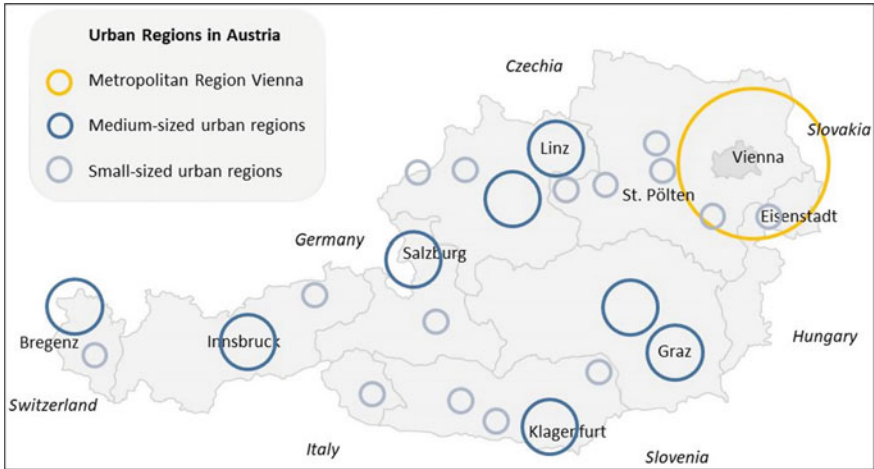 Urban Regions in Austria
Metropolitan Region Vienna
Medium-sized urban regions
Small-sized urban regions
Czechia
Slovakia
Linz
Vienna
St. Pölten
Eisenstadt
Germany
Salzburg
Bregenz
Innsbruck
Graz
Hungary
Switzerland
Klagenfurt
Italy
Slovenia